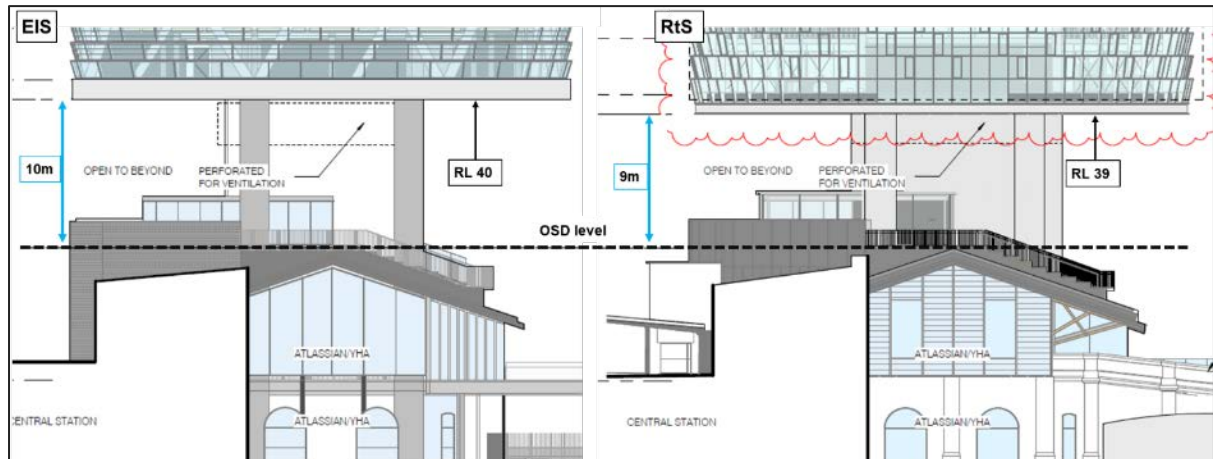 EIS
10m
OPEN TO BEYOND
PERFORATED
FOR VENTILATION
RL 40
OSD level
ATLASSIAN/YHA
ATLASSIAN/YHA
CENTRAL STATION
RtS
9m
OPEN TO BEYOND
PERFORATED
FOR VENTILATION
RL 39
ATLASSIAN/YHA
ATLASSIAN/YHA
CENTRAL STATION